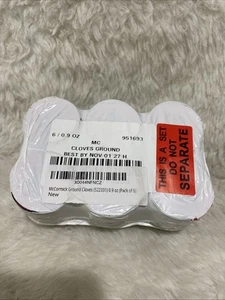 6 / 0.9 OZ 951693
MC
CLOVES GROUND
BEST BY NOV 01 27 H
McCormick Ground Cloves
0.9 oz (Pack of 6)
New
THIS IS A SET
DO NOT
SEPARATE